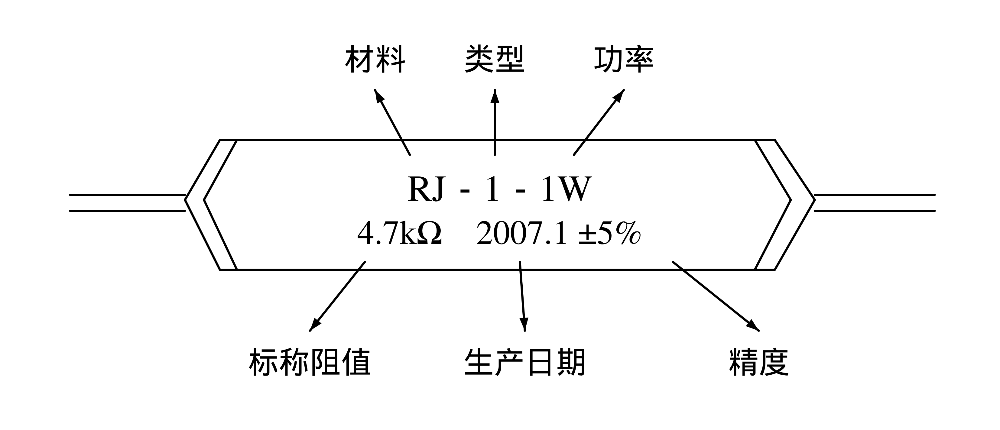 材料 类型 功率
RJ - 1 - 1W
4.7kΩ 2007.1 ±5%
标称阻值 生产日期 精度